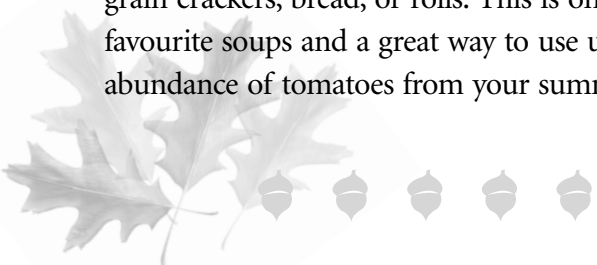 grain crackers, bread, or rolls. This is
favourite soups and a great way to use
abundance of tomatoes from your